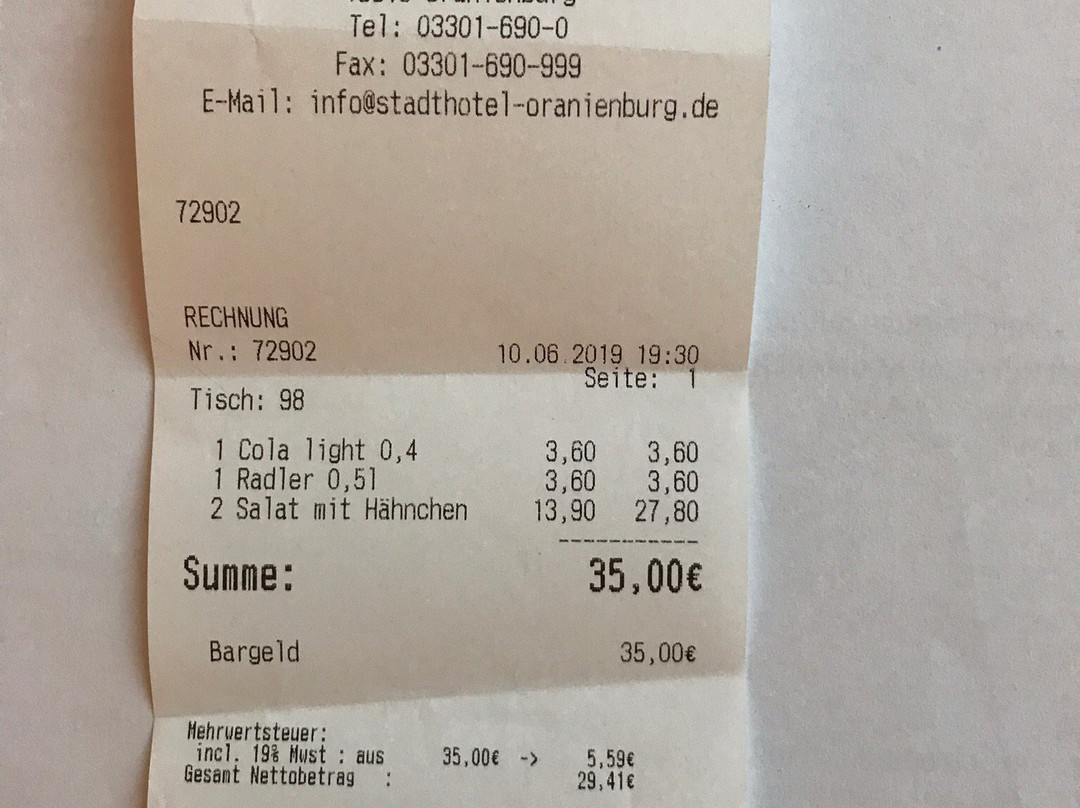 Tel: 03301-690-0
Fax: 03301-690-999
E-Mail: info@stadthotel-oranienburg.de
72902
RECHNUNG
Nr.: 72902 10.06.2019 19:30
Seite: 1
Tisch: 98
1 Cola light 0,4 3,60 3,60
1 Radler 0,5l 3,60 3,60
2 Salat mit Hähnchen 13,90 27,80
-----------
Summe: 35,00€
Bargeld 35,00€
Mehrwertsteuer:
incl. 19% Mwst : aus 35,00€ -> 5,59€
Gesamt Nettobetrag : 29,41€